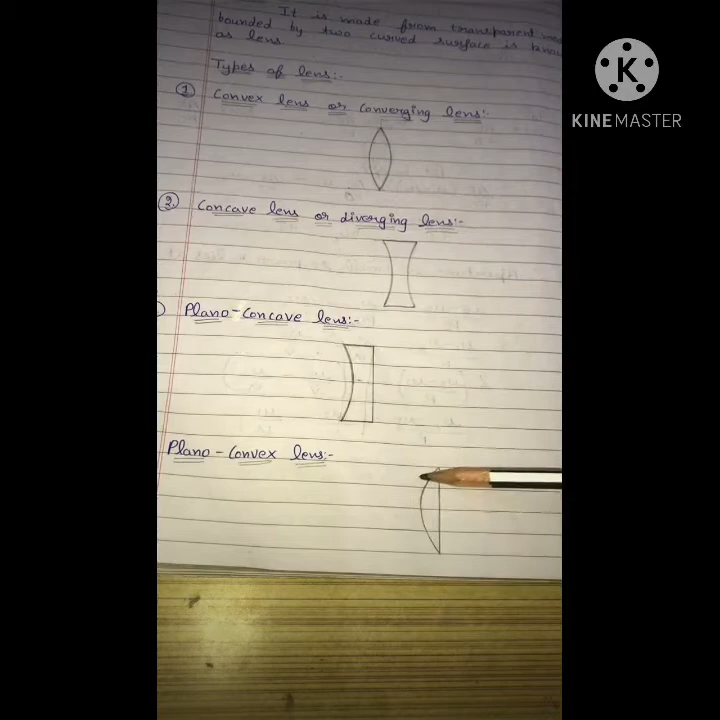 It is made from transparent
bounded by two curved surface is
as lens
Types of lens:-
① Convex lens or converging lens:-
② Concave lens or diverging lens:-
) Plano-Concave lens:-
Plano-Convex lens:-
K
KINEMASTER